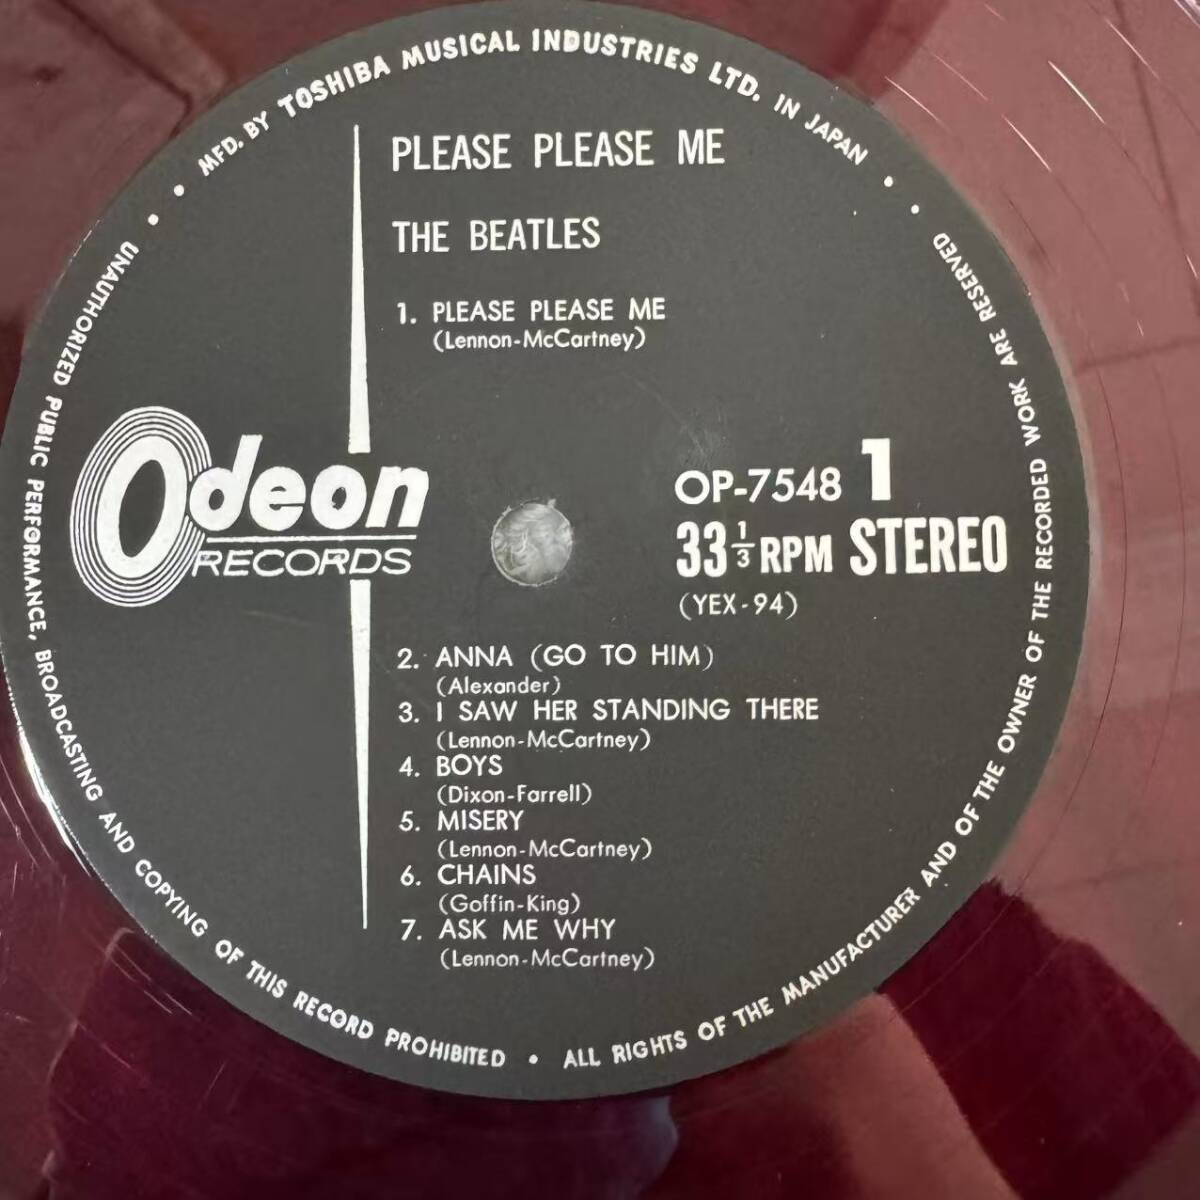 MFD. BY TOSHIBA MUSICAL INDUSTRIES LTD. IN JAPAN
PLEASE PLEASE ME
THE BEATLES
1. PLEASE PLEASE ME
(Lennon-McCartney)
Odeon
RECORDS
OP-7548 1
33 1/3 RPM STEREO
(YEX-94)
2. ANNA (GO TO HIM)
(Alexander)
3. I SAW HER STANDING THERE
(Lennon-McCartney)
4. BOYS
(Dixon-Farrell)
5. MISERY
(Lennon-McCartney)
6. CHAINS
(Goffin-King)
7. ASK ME WHY
(Lennon-McCartney)
UNAUTHORIZED PUBLIC PERFORMANCE, BROADCASTING AND COPYING OF THIS RECORD PROHIBITED • ALL RIGHTS OF THE MANUFACTURER AND OF THE OWNER OF THE RECORDED WORK ARE RESERVED